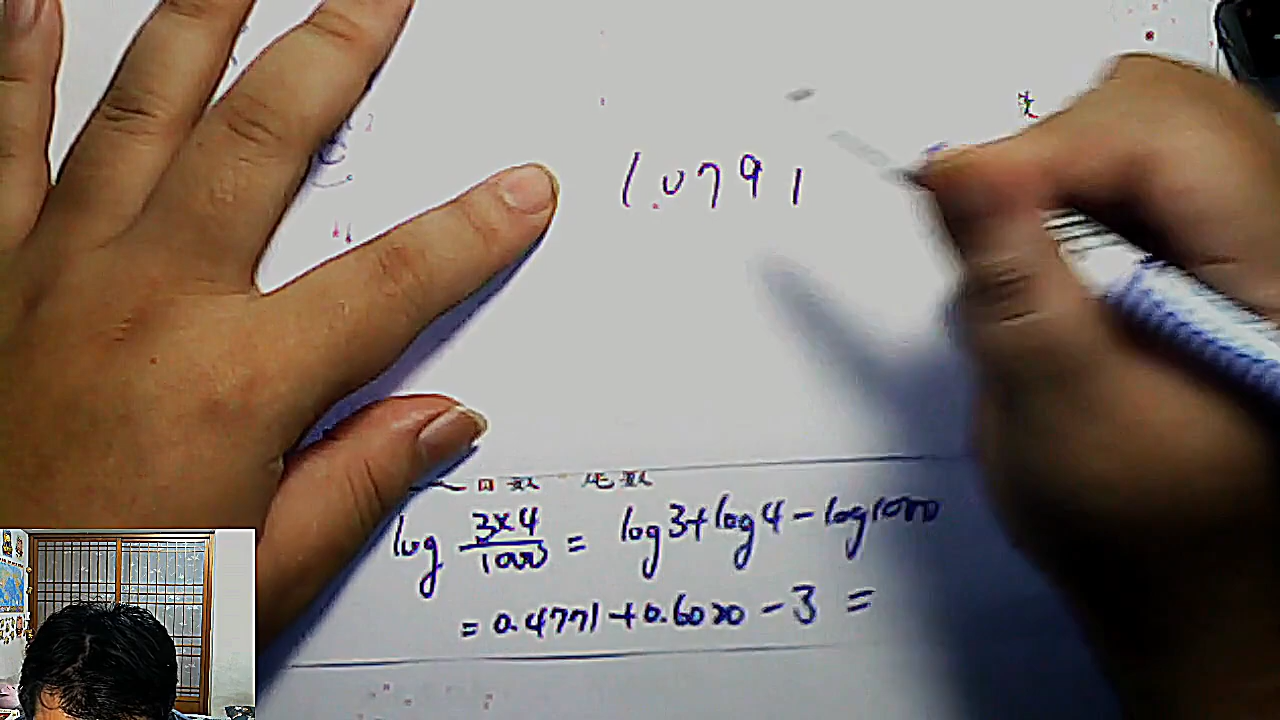 1.0791
log 3×4/1000 = log3+log4-log1000
= 0.4771+0.6020-3 =